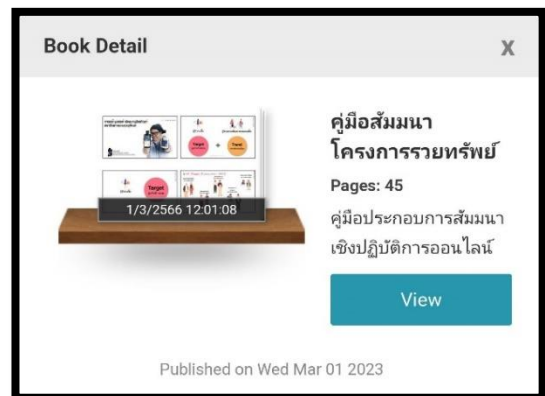 Book Detail
X
Target
Travel
Target
1/3/2566 12:01:08
คู่มือสัมมนา
โครงการรวยทรัพย์
Pages: 45
คู่มือประกอบการสัมมนา
เชิงปฏิบัติการออนไลน์
View
Published on Wed Mar 01 2023